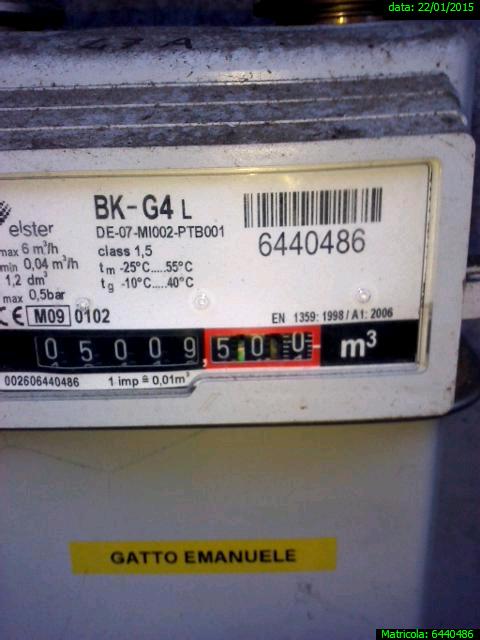 data: 22/01/2015
elster
BK-G4 L
DE-07-MI002-PTB001
6440486
max 6 m³/h
class 1,5
min 0,04 m³/h
tm -25°C.....55°C
1,2 dm³
tg -10°C.....40°C
max 0,5bar
CE M09 0102
EN 1359: 1998 / A1: 2006
05009,500 m³
002606440486
1 imp ≙ 0,01m³
GATTO EMANUELE
Matricola: 6440486